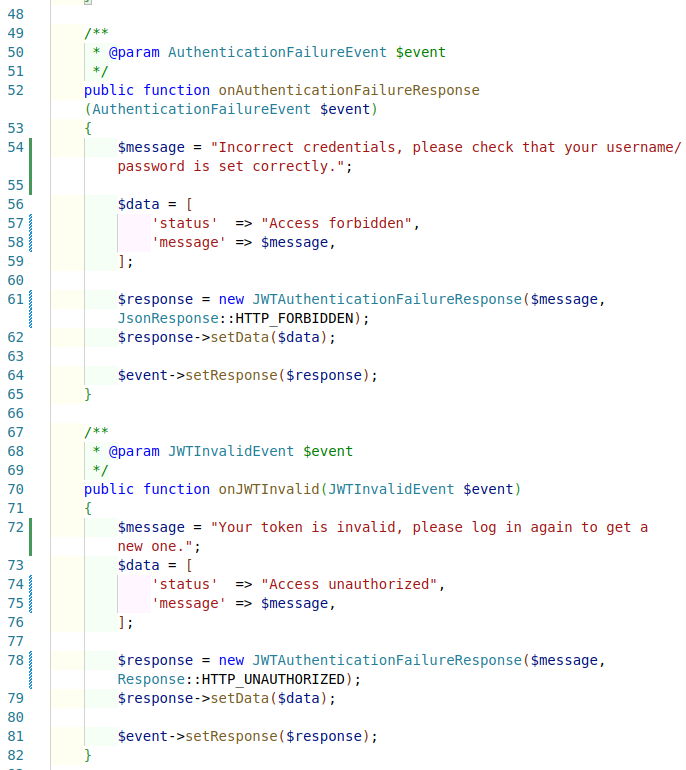 48
49 /**
50 * @param AuthenticationFailureEvent $event
51 */
52 public function onAuthenticationFailureResponse
(AuthenticationFailureEvent $event)
53 {
54 $message = "Incorrect credentials, please check that your username/
password is set correctly.";
55
56 $data = [
57 'status'  => "Access forbidden",
58 'message' => $message,
59 ];
60
61 $response = new JWTAuthenticationFailureResponse($message,
JsonResponse::HTTP_FORBIDDEN);
62 $response->setData($data);
63
64 $event->setResponse($response);
65 }
66
67 /**
68 * @param JWTInvalidEvent $event
69 */
70 public function onJWTInvalid(JWTInvalidEvent $event)
71 {
72 $message = "Your token is invalid, please log in again to get a
new one.";
73 $data = [
74 'status'  => "Access unauthorized",
75 'message' => $message,
76 ];
77
78 $response = new JWTAuthenticationFailureResponse($message,
Response::HTTP_UNAUTHORIZED);
79 $response->setData($data);
80
81 $event->setResponse($response);
82 }